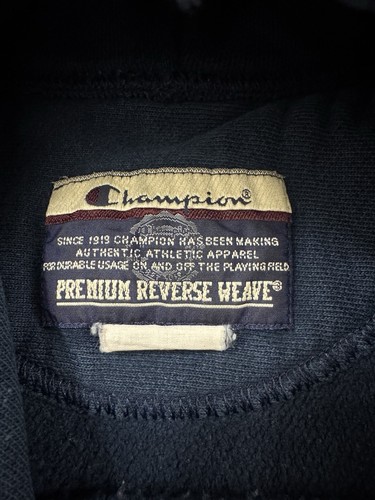 Champion®
SINCE 1919 CHAMPION HAS BEEN MAKING
AUTHENTIC ATHLETIC APPAREL
FOR DURABLE USAGE ON AND OFF THE PLAYING FIELD
PREMIUM REVERSE WEAVE®